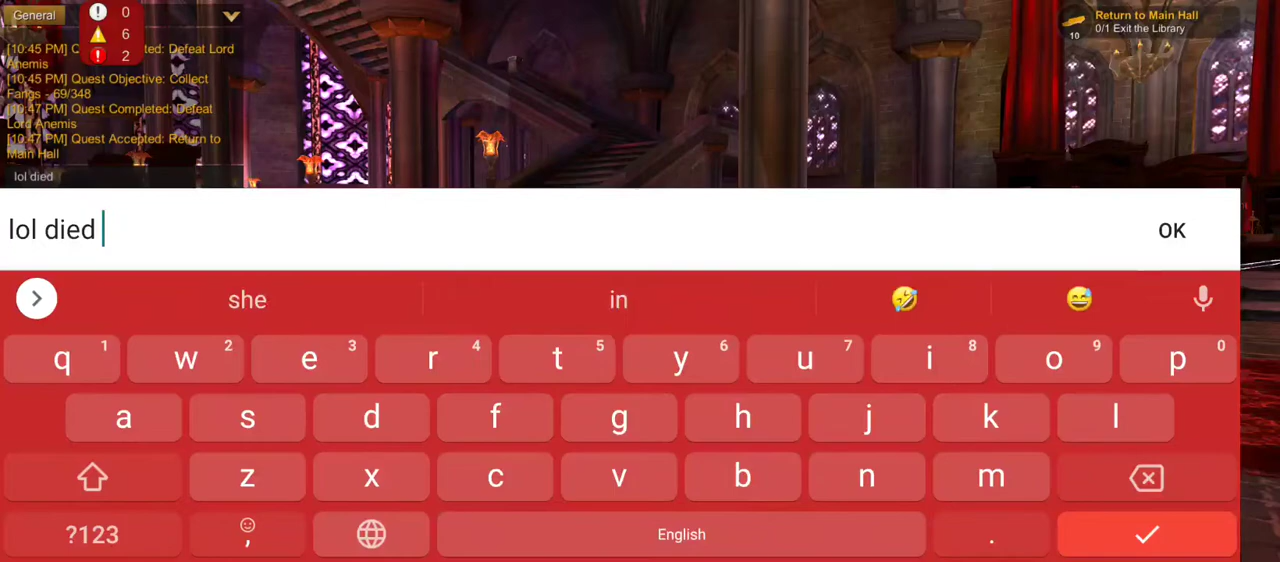 General
0
6
2
[10:45 PM] Q ted: Defeat Lord
Anemis
[10:45 PM] Quest Objective: Collect
Fangs - 69/348
[10:47 PM] Quest Completed: Defeat
Lord Anemis
[10:47 PM] Quest Accepted: Return to
Main Hall
lol died
Return to Main Hall
0/1 Exit the Library
10
lol died
OK
she in
q 1 w 2 e 3 r 4 t 5 y 6 u 7 i 8 o 9 p 0
a s d f g h j k l
z x c v b n m
?123 , English .